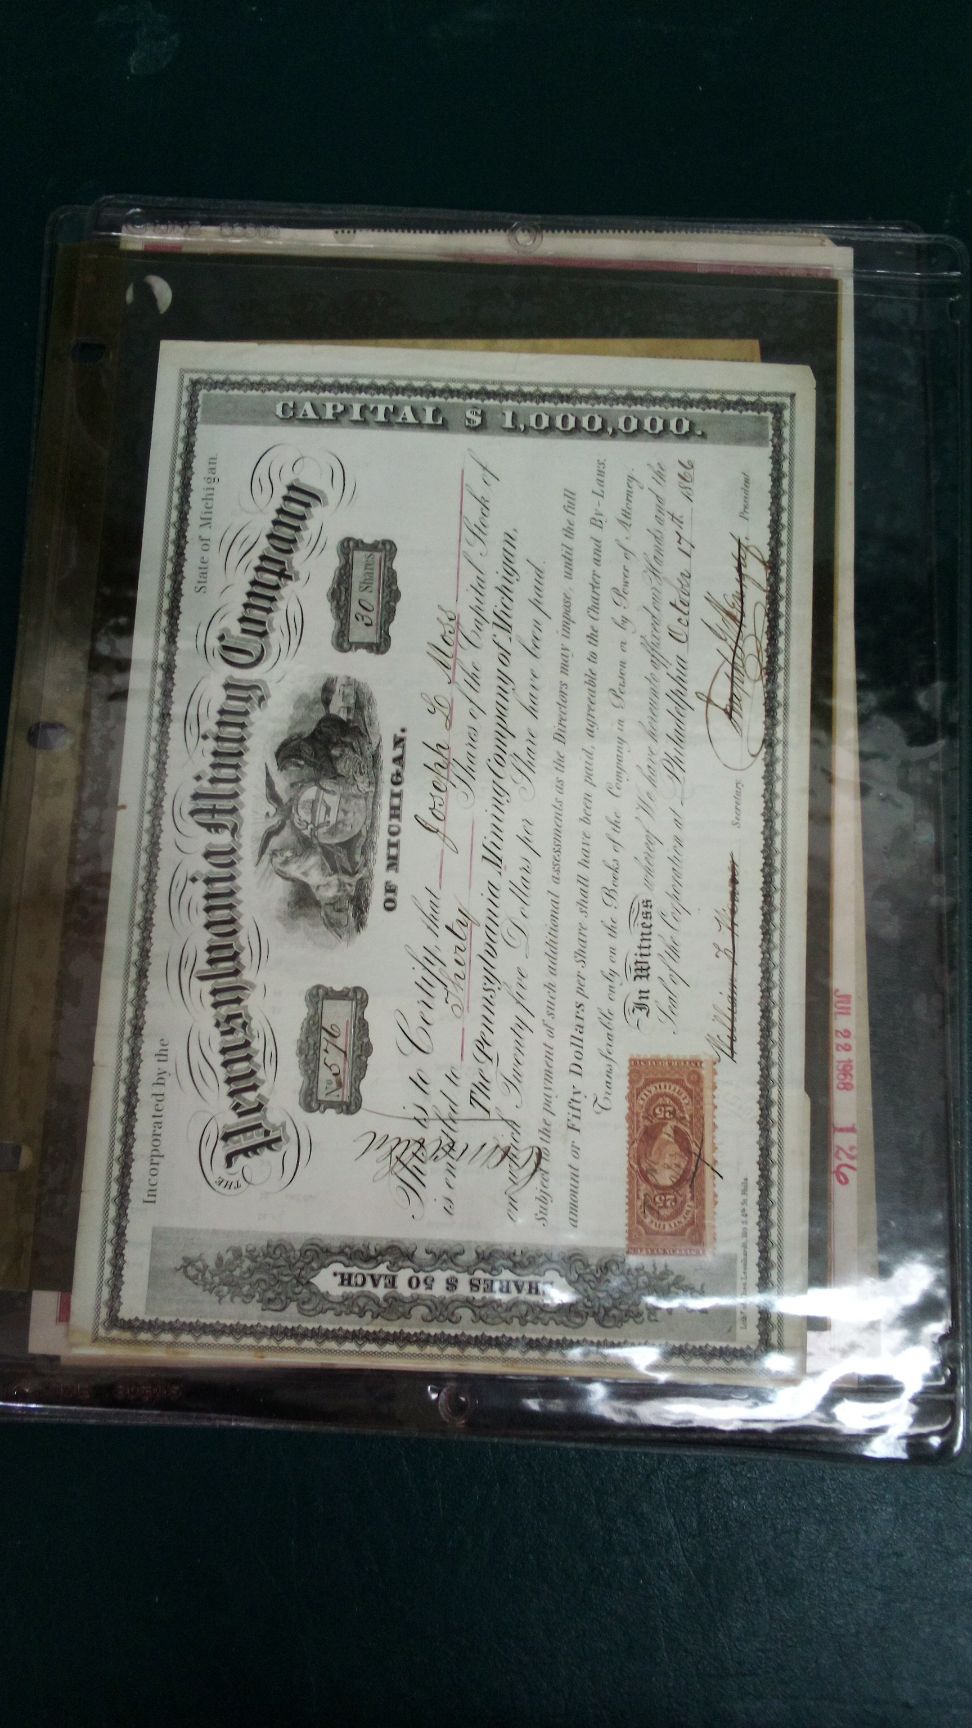 Incorporated by the State of Michigan
THE Pennsylvania Mining Company
OF MICHIGAN.
No 576
30 Shares
CAPITAL $ 1,000,000.
SHARES $ 50 EACH.
This is to Certify, that Joseph L Moss
is entitled to Thirty Shares of the Capital Stock of
The Pennsylvania Mining Company of Michigan,
on which Twenty five Dollars per Share have been paid
Subject to the payment of such additional assessments as the Directors may impose, until the full
amount or Fifty Dollars per Share shall have been paid, agreeable to the Charter and By-Laws.
Transferable only on the Books of the Company in Person or by Power of Attorney.
In Witness whereof We have hereunto affixed our Hands and the
Seal of the Corporation at Philadelphia October 17th 1866
Secretary
President
25 25
JUL 22 1968 126